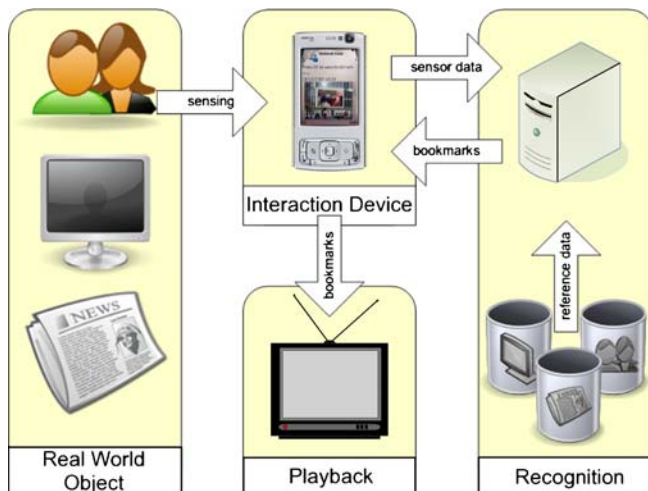 sensing
sensor data
bookmarks
Interaction Device
bookmarks
reference data
NEWS
Real World
Object
Playback
Recognition